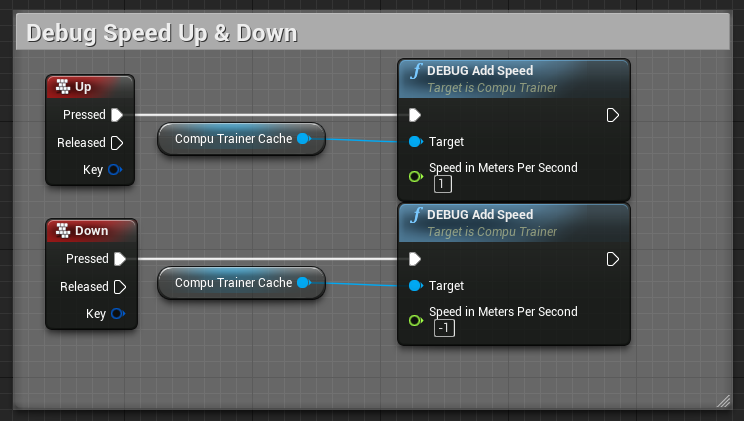 Debug Speed Up & Down
Up
Pressed
Released
Key
Compu Trainer Cache
DEBUG Add Speed
Target is Compu Trainer
Target
Speed in Meters Per Second
1
Down
Pressed
Released
Key
Compu Trainer Cache
DEBUG Add Speed
Target is Compu Trainer
Target
Speed in Meters Per Second
-1